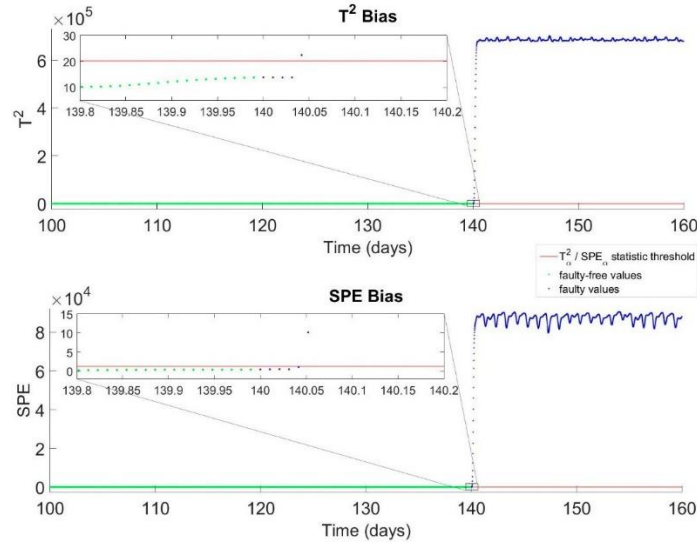 T² Bias
×10⁵
6
4
2
0
T²
30
20
10
139.8 139.85 139.9 139.95 140 140.05 140.1 140.15 140.2
100 110 120 130 140 150 160
Time (days)
T²α / SPEα statistic threshold
faulty-free values
faulty values
SPE Bias
×10⁴
8
6
4
2
0
SPE
15
10
5
0
139.8 139.85 139.9 139.95 140 140.05 140.1 140.15 140.2
100 110 120 130 140 150 160
Time (days)